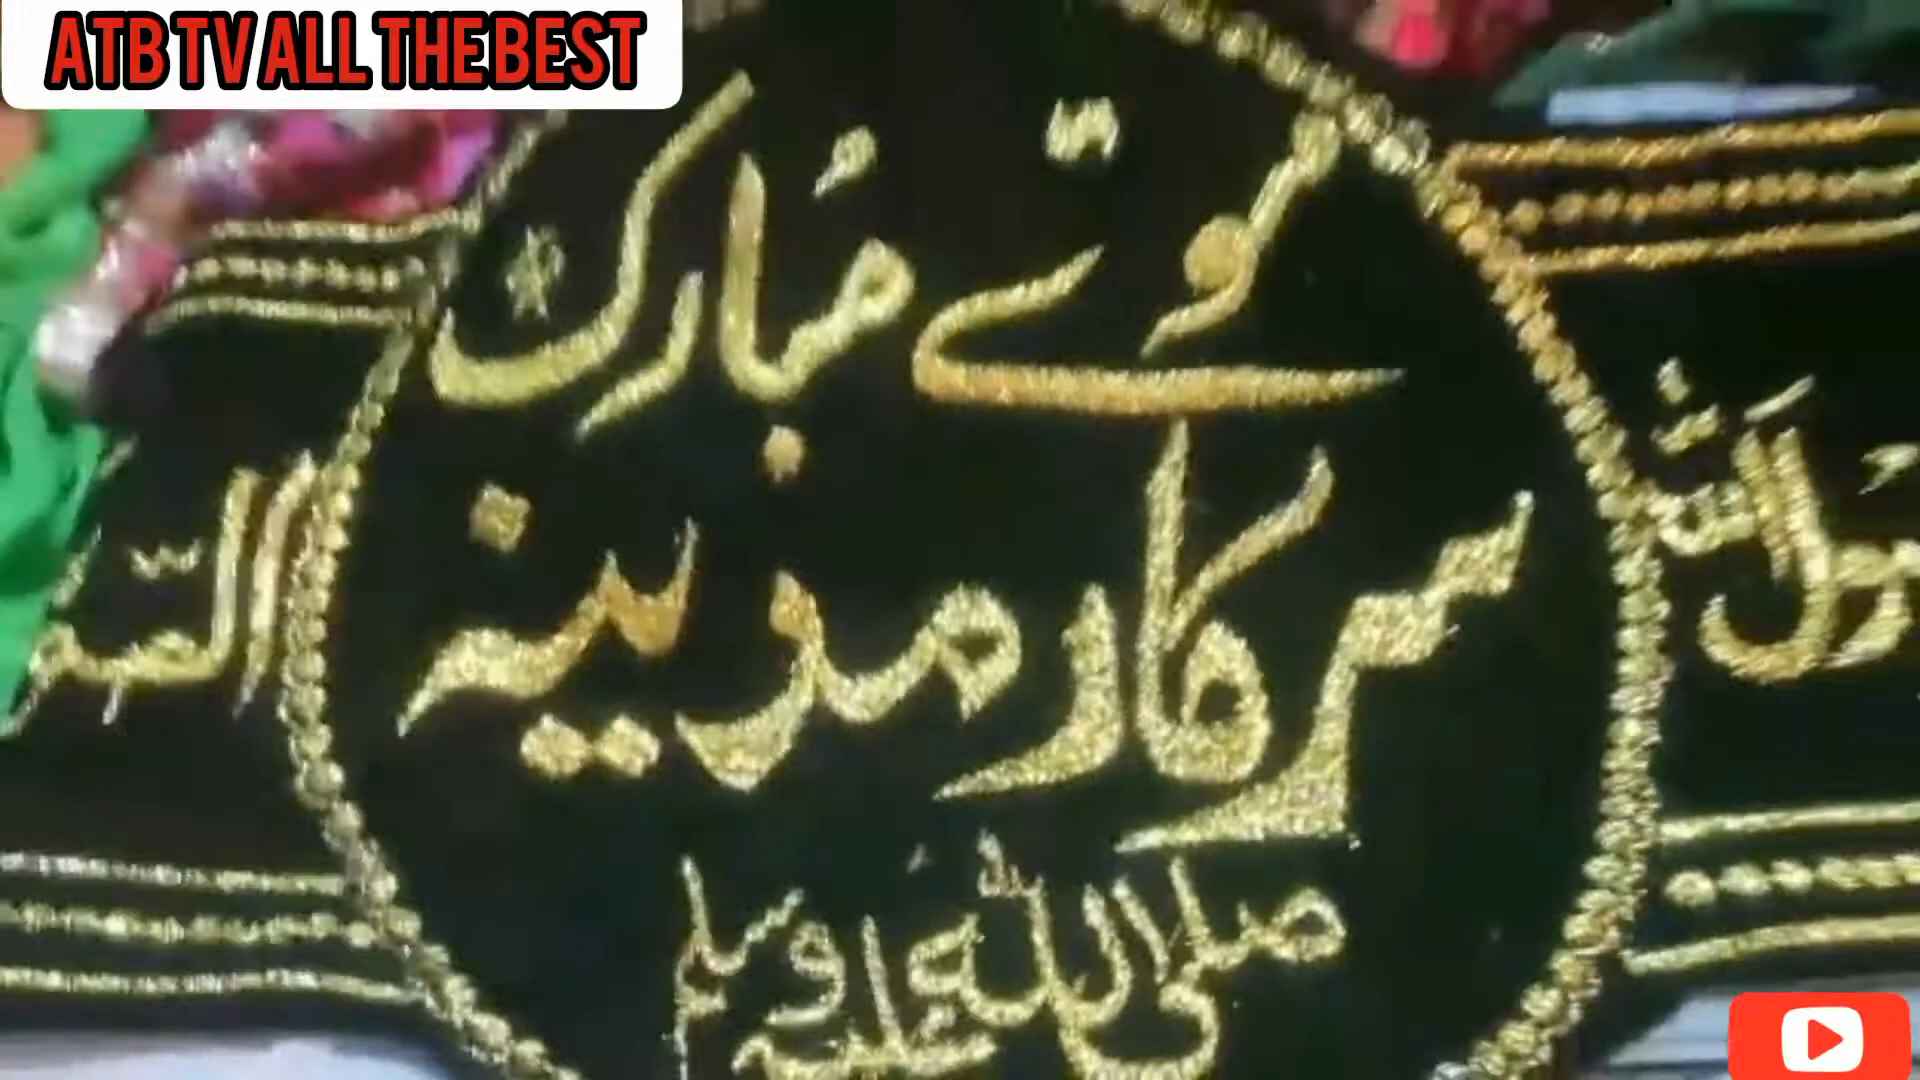 ATB TV ALL THE BEST
موئے مبارک
سرکار مدینہ
صلی اللہ علیہ وسلم